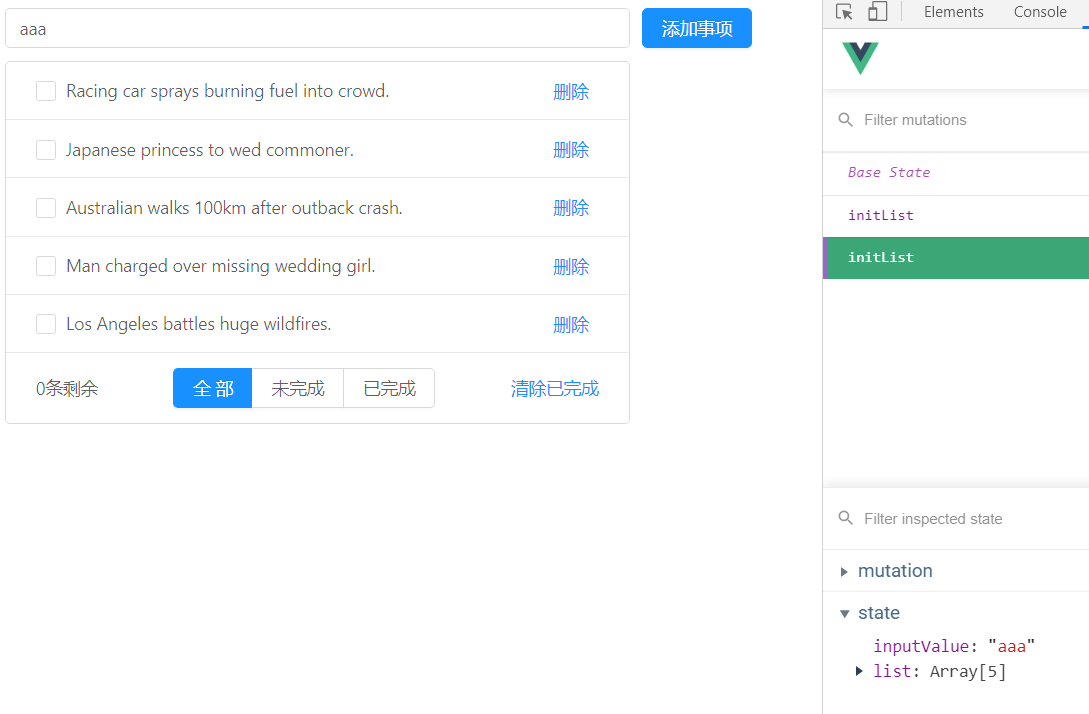 aaa 添加事项
Racing car sprays burning fuel into crowd. 删除
Japanese princess to wed commoner. 删除
Australian walks 100km after outback crash. 删除
Man charged over missing wedding girl. 删除
Los Angeles battles huge wildfires. 删除
0条剩余 全部 未完成 已完成 清除已完成
Elements Console
Filter mutations
Base State
initList
initList
Filter inspected state
mutation
state
inputValue: "aaa"
list: Array[5]